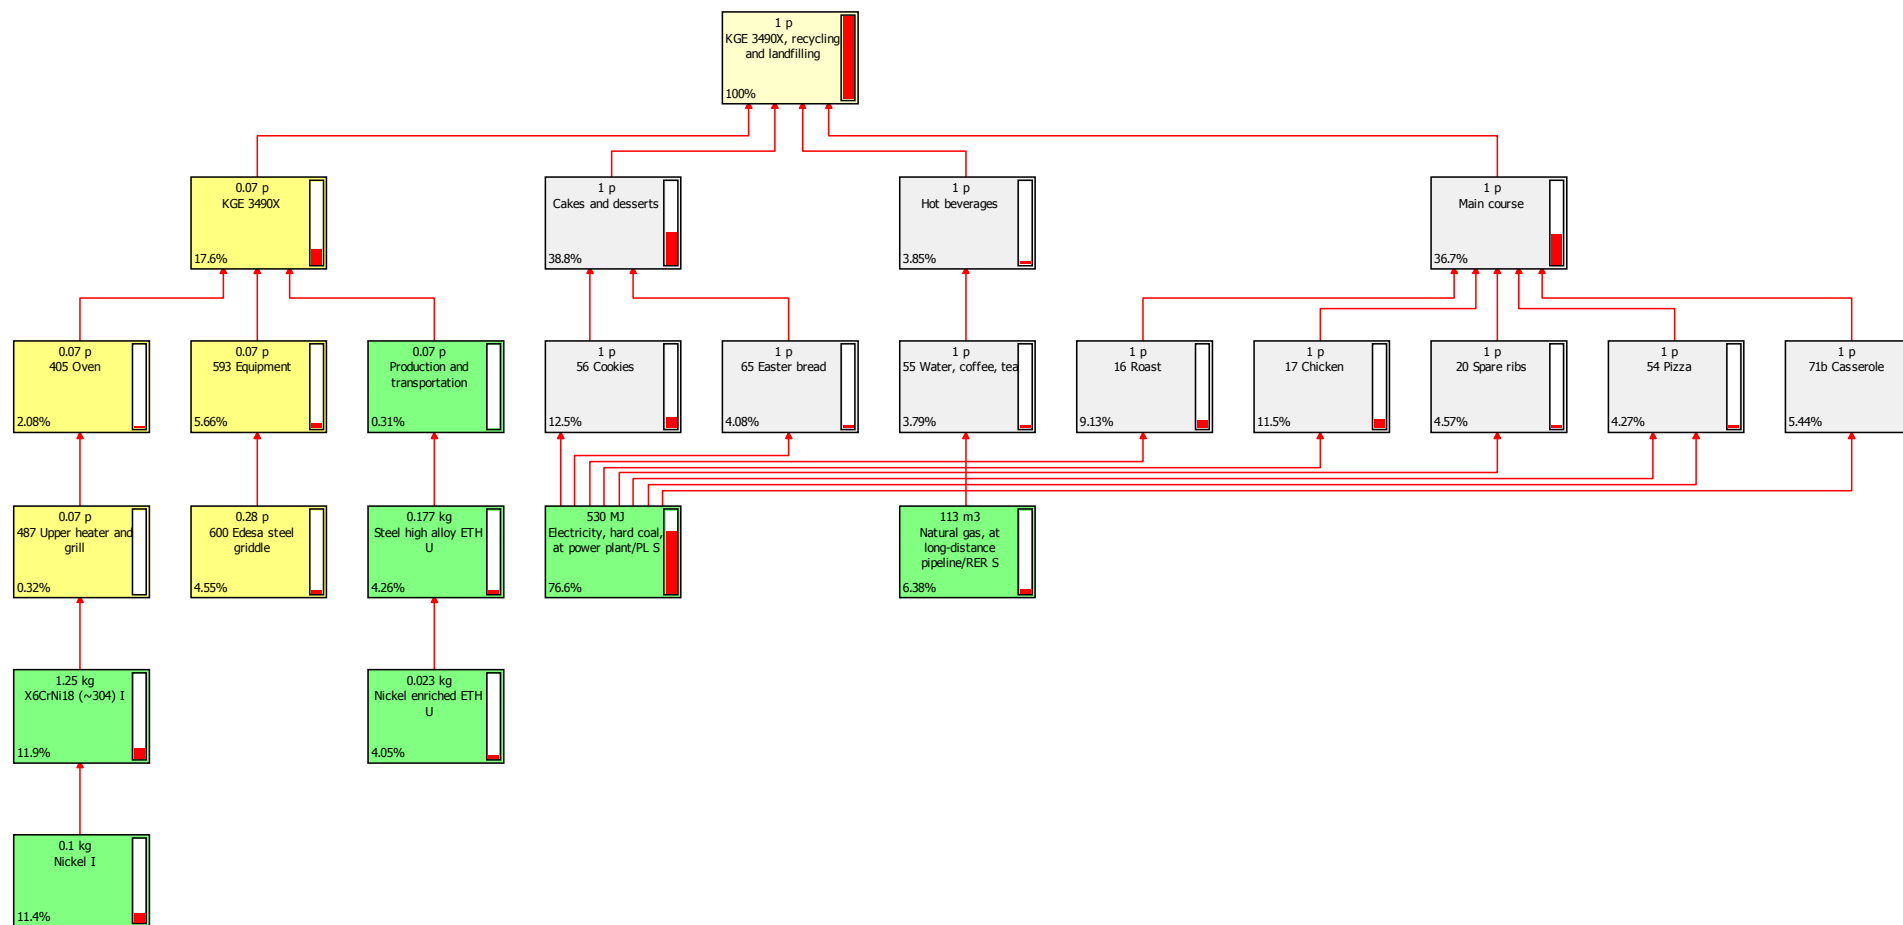 1 p
KGE 3490X, recycling
and landfilling
100%
0.07 p
KGE 3490X
17.6%
1 p
Cakes and desserts
38.8%
1 p
Hot beverages
3.85%
1 p
Main course
36.7%
0.07 p
405 Oven
2.08%
0.07 p
593 Equipment
5.66%
0.07 p
Production and
transportation
0.31%
1 p
56 Cookies
12.5%
1 p
65 Easter bread
4.08%
1 p
55 Water, coffee, tea
3.79%
1 p
16 Roast
9.13%
1 p
17 Chicken
11.5%
1 p
20 Spare ribs
4.57%
1 p
54 Pizza
4.27%
1 p
71b Casserole
5.44%
0.07 p
487 Upper heater and
grill
0.32%
0.28 p
600 Edesa steel
griddle
4.55%
0.177 kg
Steel high alloy ETH
U
4.26%
530 MJ
Electricity, hard coal,
at power plant/PL S
76.6%
113 m3
Natural gas, at
long-distance
pipeline/RER S
6.38%
1.25 kg
X6CrNi18 (~304) I
11.9%
0.023 kg
Nickel enriched ETH
U
4.05%
0.1 kg
Nickel I
11.4%